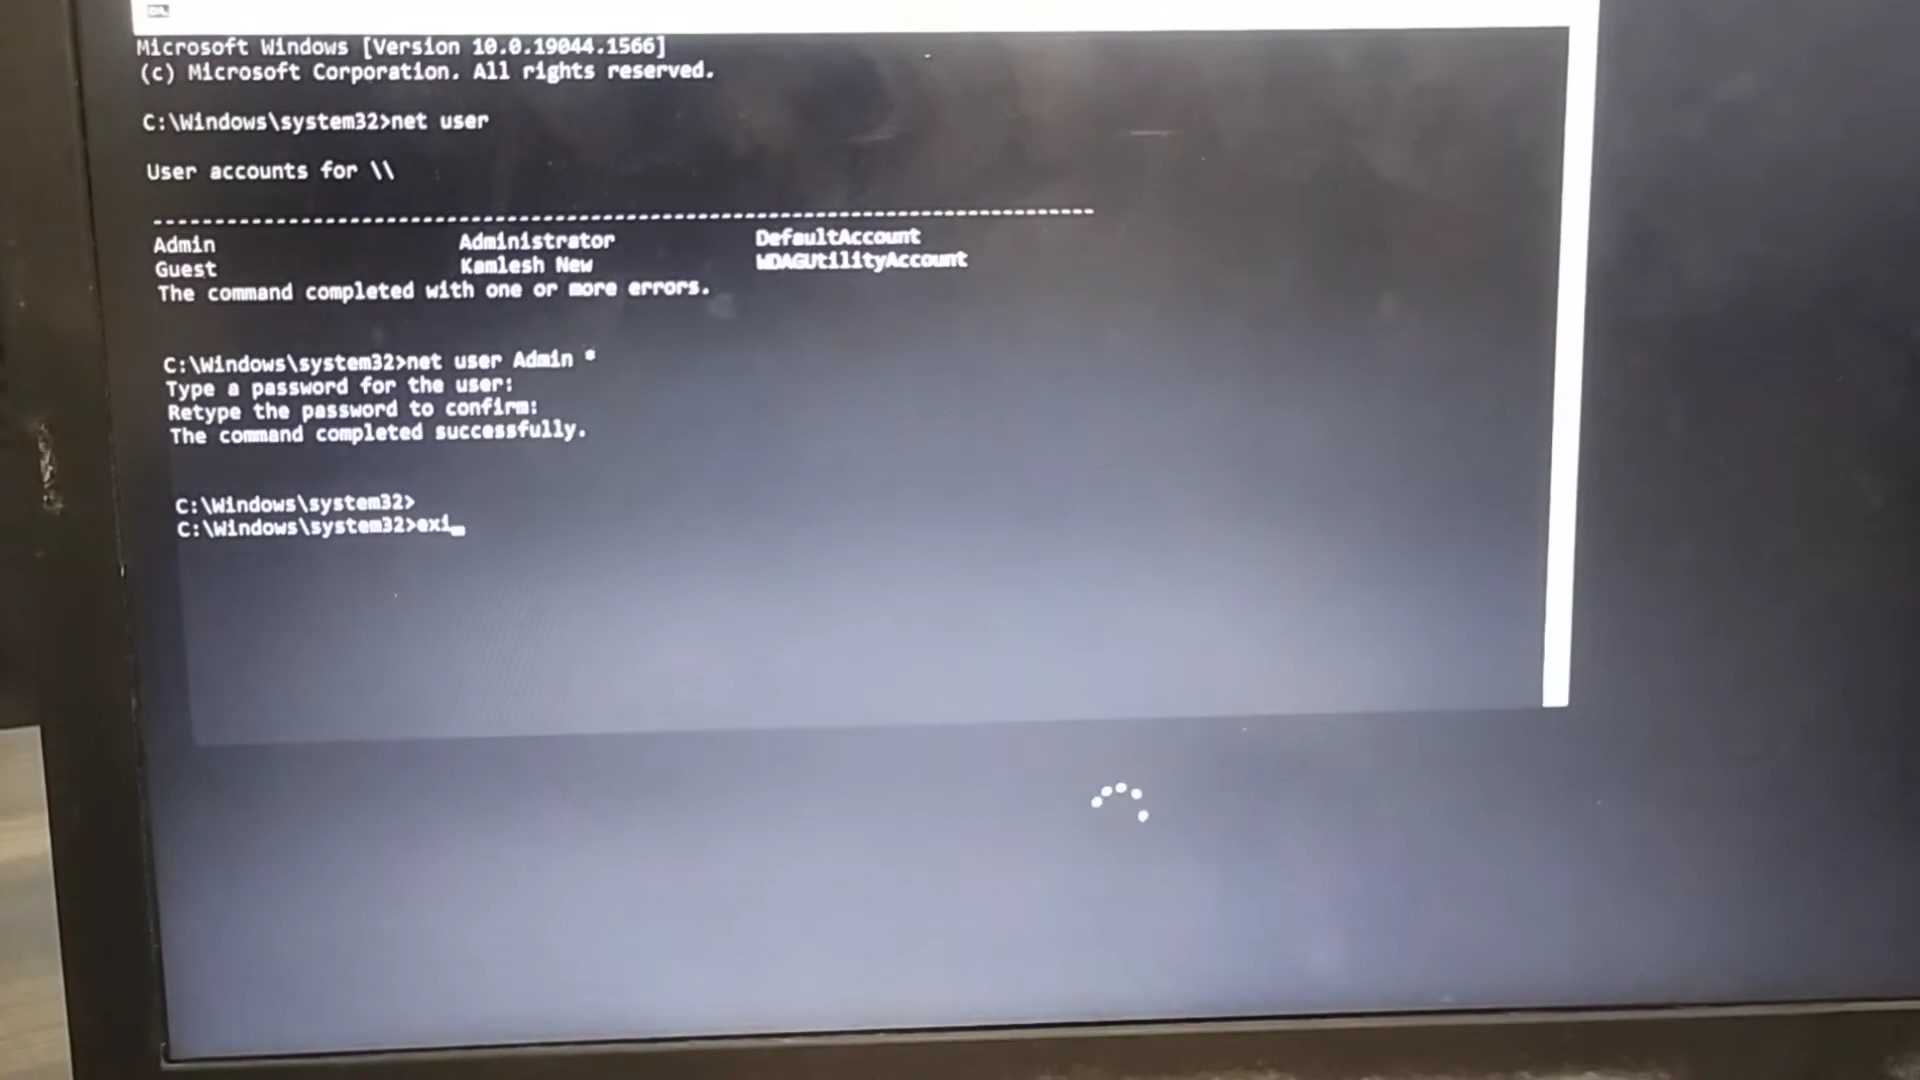 Microsoft Windows [Version 10.0.19044.1566]
(c) Microsoft Corporation. All rights reserved.
C:\Windows\system32>net user
User accounts for \\
-------------------------------------------------------------------------------
Admin Administrator DefaultAccount
Guest Kamlesh New WDAGUtilityAccount
The command completed with one or more errors.
C:\Windows\system32>net user Admin *
Type a password for the user:
Retype the password to confirm:
The command completed successfully.
C:\Windows\system32>
C:\Windows\system32>exi_